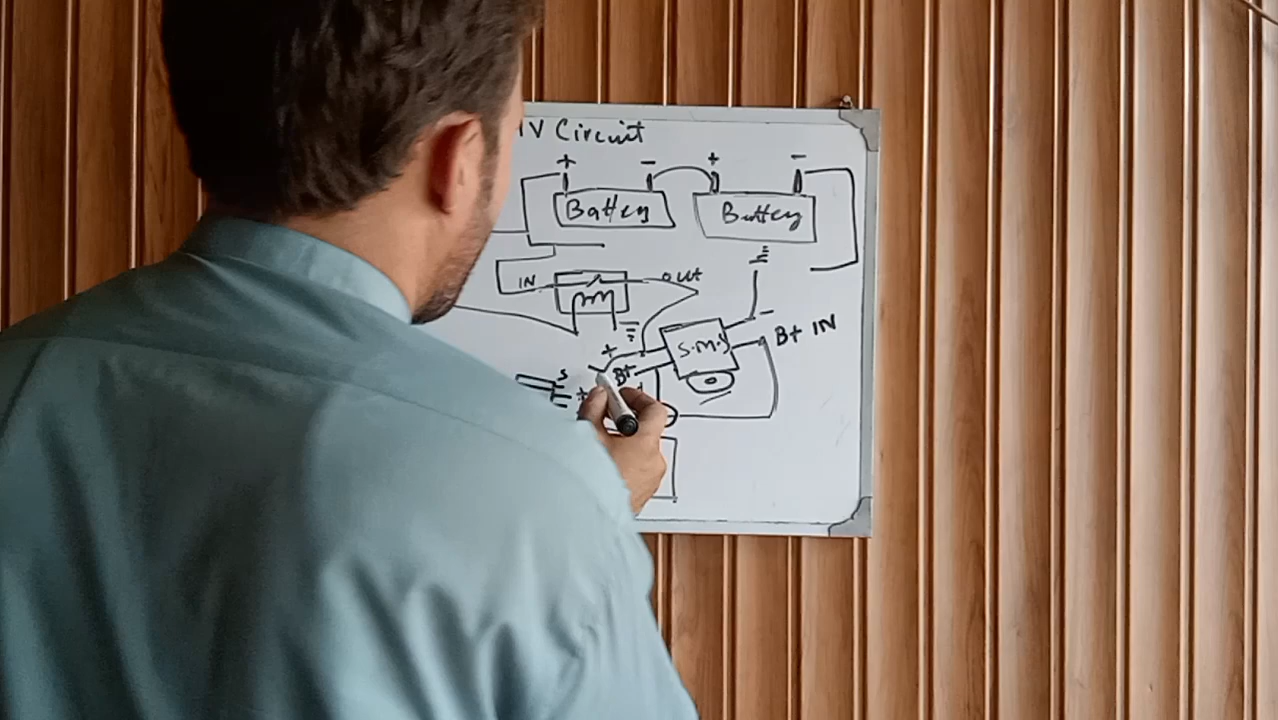 V Circuit
+ - + -
Battery Battery
IN OUT
+ S.M.S - B+ IN
B+
S
+